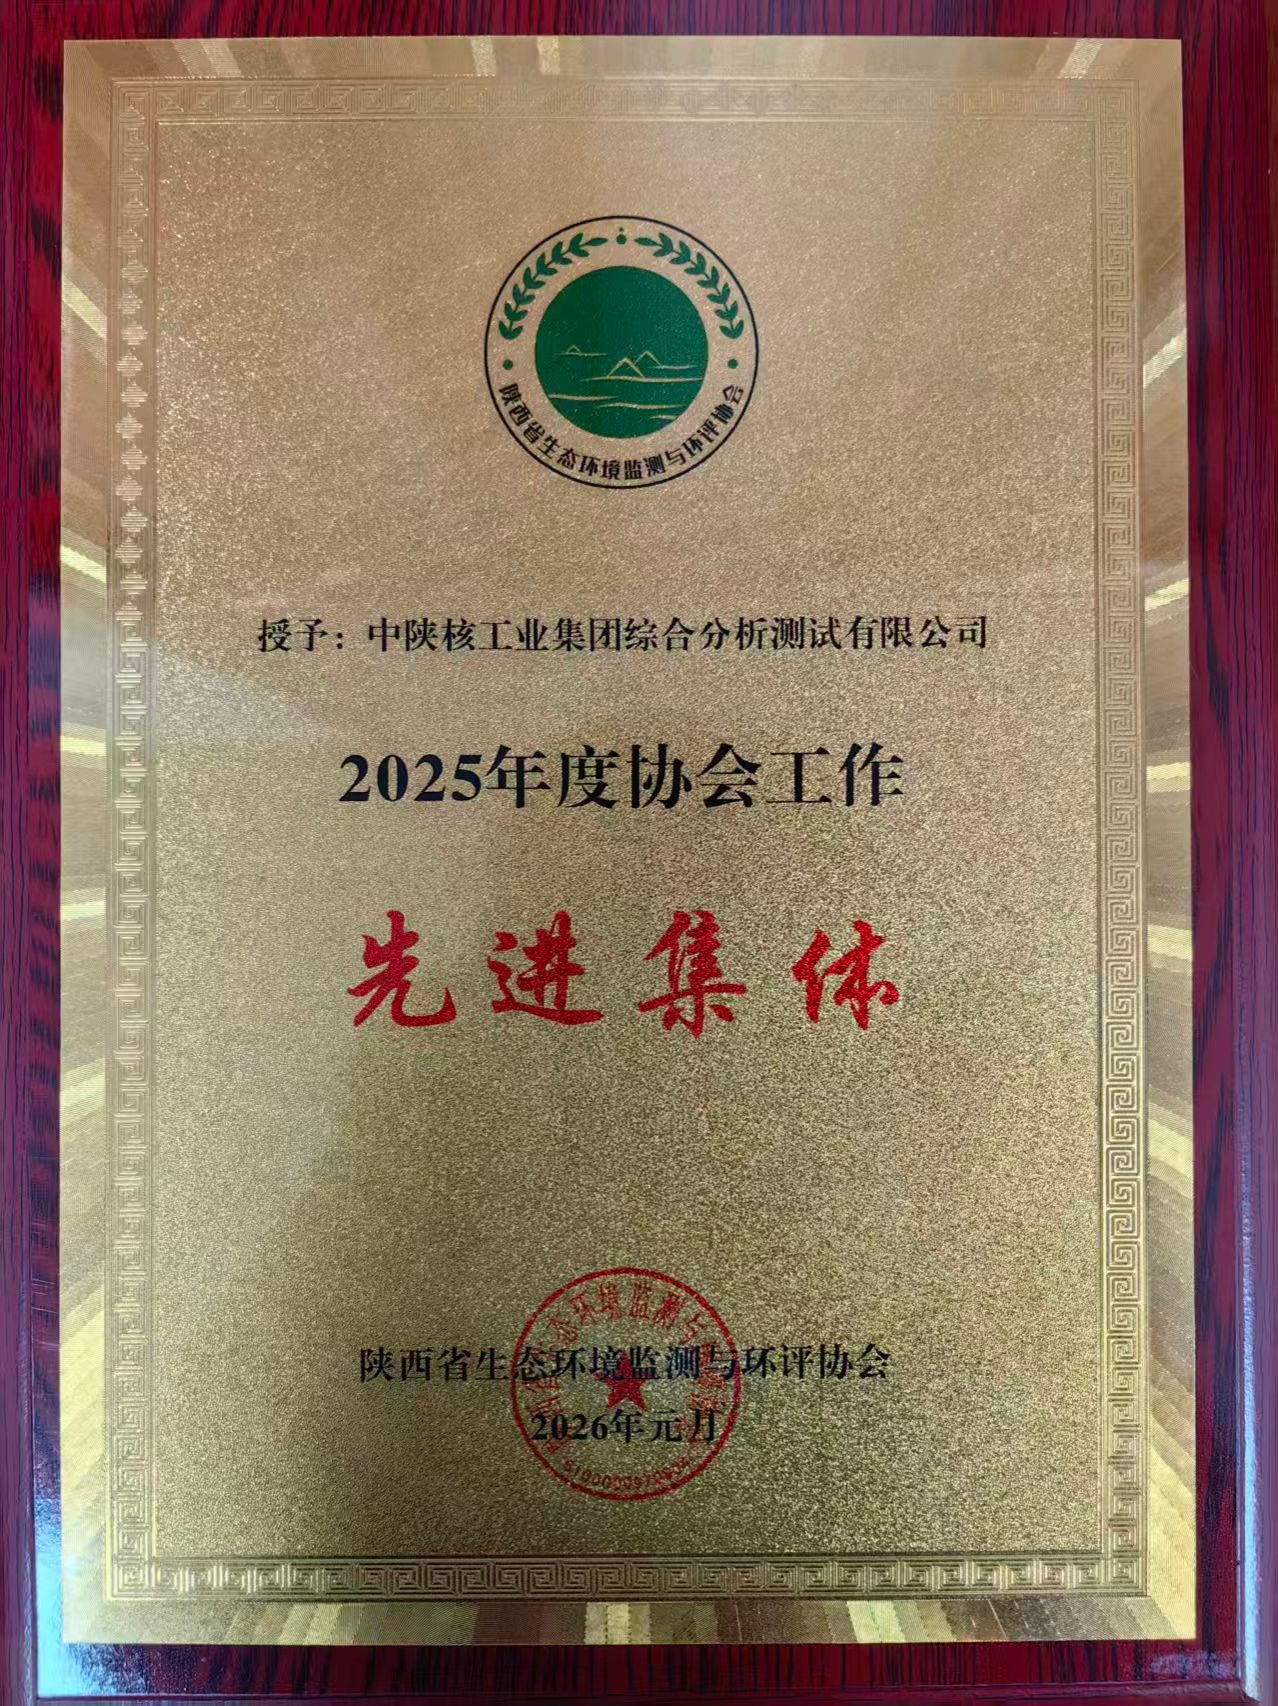 陕西省生态环境监测与环评协会
授予：中陕核工业集团综合分析测试有限公司
2025年度协会工作
先进集体
陕西省生态环境监测与环评协会
2026年元月